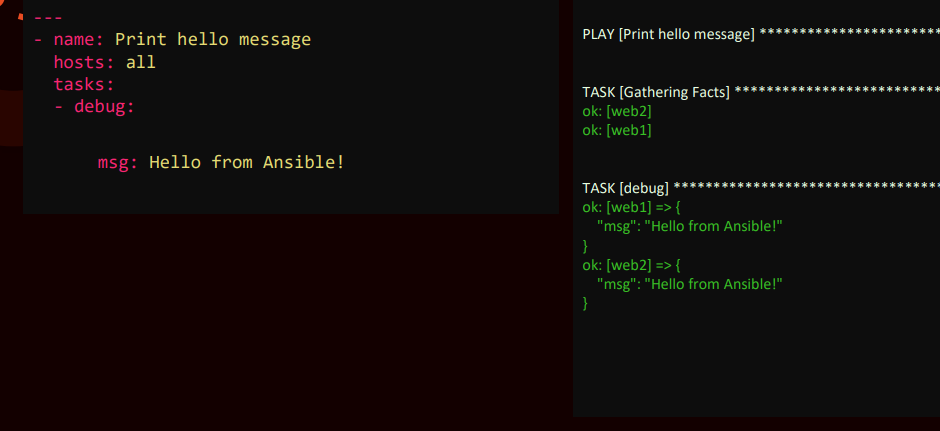 ---
- name: Print hello message
  hosts: all
  tasks:
  - debug:
      msg: Hello from Ansible!
PLAY [Print hello message] ***********************
TASK [Gathering Facts] **************************
ok: [web2]
ok: [web1]
TASK [debug] **********************************
ok: [web1] => {
    "msg": "Hello from Ansible!"
}
ok: [web2] => {
    "msg": "Hello from Ansible!"
}